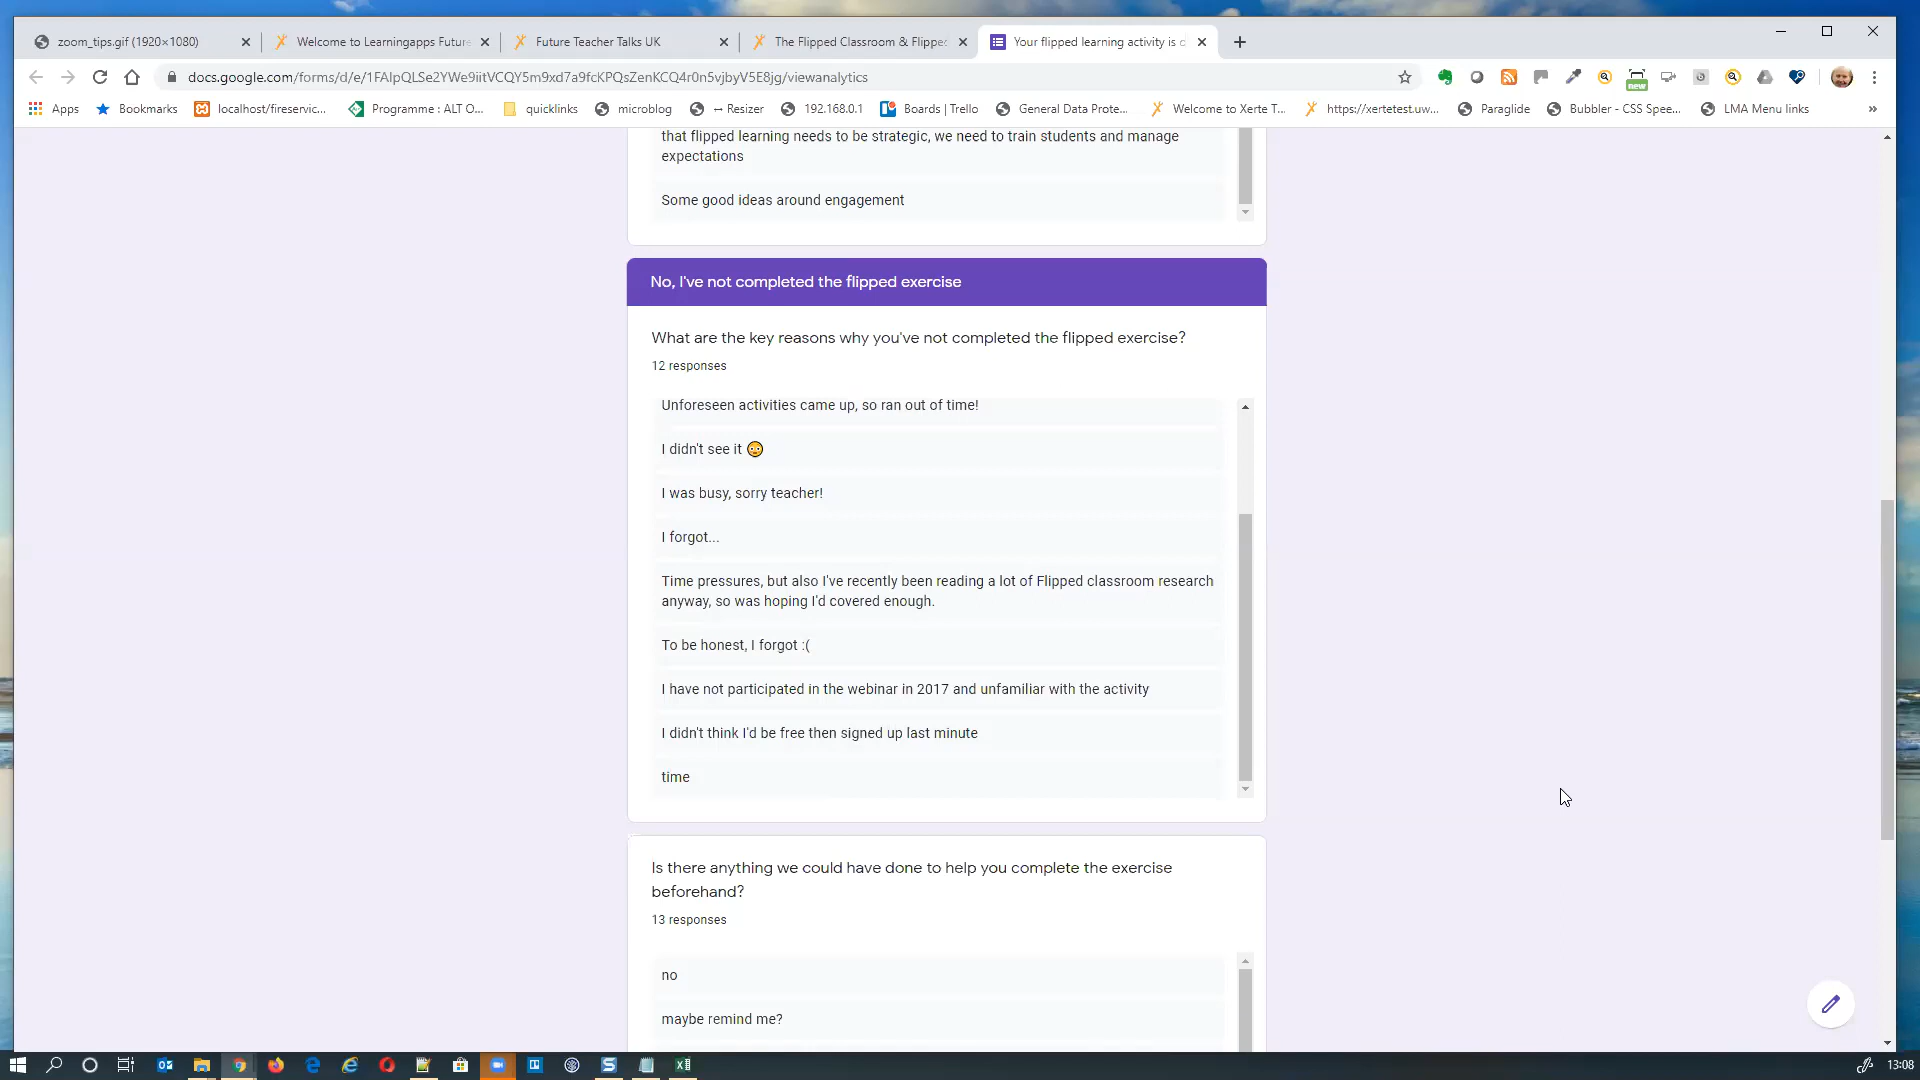 zoom_tips.gif (1920×1080)
Welcome to Learningapps Future
Future Teacher Talks UK
The Flipped Classroom & Flipped
Your flipped learning activity is d
docs.google.com/forms/d/e/1FAIpQLSe2YWe9iitVCQY5m9xd7a9fcKPQsZenKCQ4r0n5vjbyV5E8jg/viewanalytics
new
Apps
Bookmarks
localhost/fireservic...
Programme : ALT O...
quicklinks
microblog
↔ Resizer
192.168.0.1
Boards | Trello
General Data Prote...
Welcome to Xerte T...
https://xertetest.uw...
Paraglide
Bubbler - CSS Spee...
LMA Menu links
»
that flipped learning needs to be strategic, we need to train students and manage
expectations
Some good ideas around engagement
No, I've not completed the flipped exercise
What are the key reasons why you've not completed the flipped exercise?
12 responses
Unforeseen activities came up, so ran out of time!
I didn't see it 😳
I was busy, sorry teacher!
I forgot...
Time pressures, but also I've recently been reading a lot of Flipped classroom research
anyway, so was hoping I'd covered enough.
To be honest, I forgot :(
I have not participated in the webinar in 2017 and unfamiliar with the activity
I didn't think I'd be free then signed up last minute
time
Is there anything we could have done to help you complete the exercise
beforehand?
13 responses
no
maybe remind me?
13:08